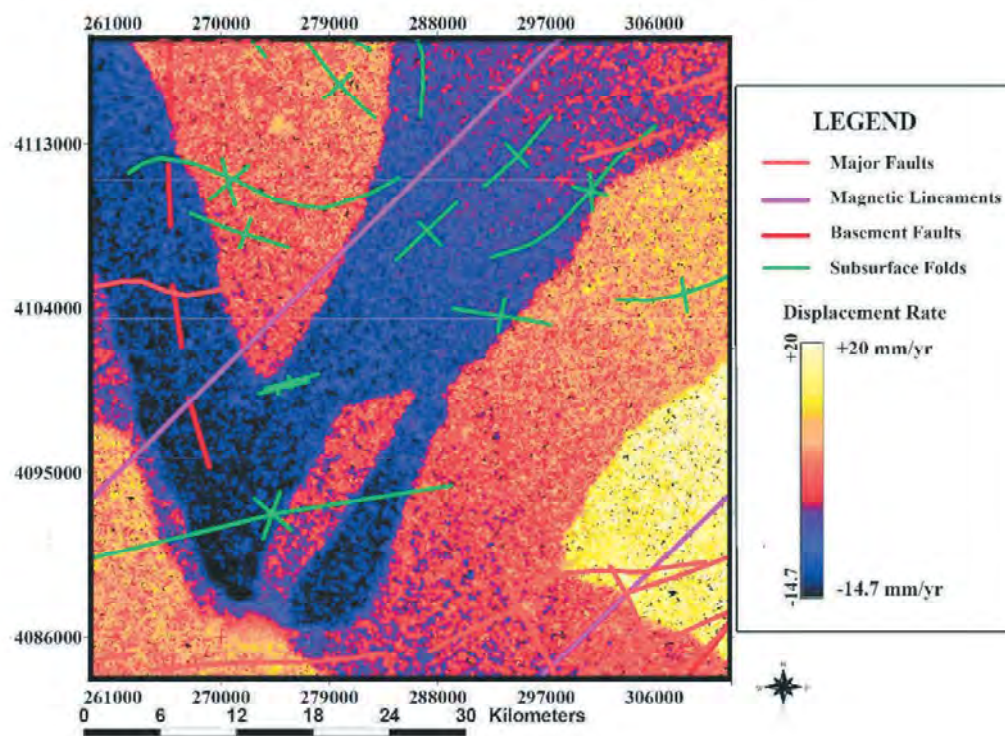 261000 270000 279000 288000 297000 306000
4113000
4104000
4095000
4086000
261000 270000 279000 288000 297000 306000
0 6 12 18 24 30 Kilometers
LEGEND
Major Faults
Magnetic Lineaments
Basement Faults
Subsurface Folds
Displacement Rate
+20
+20 mm/yr
-14.7
-14.7 mm/yr